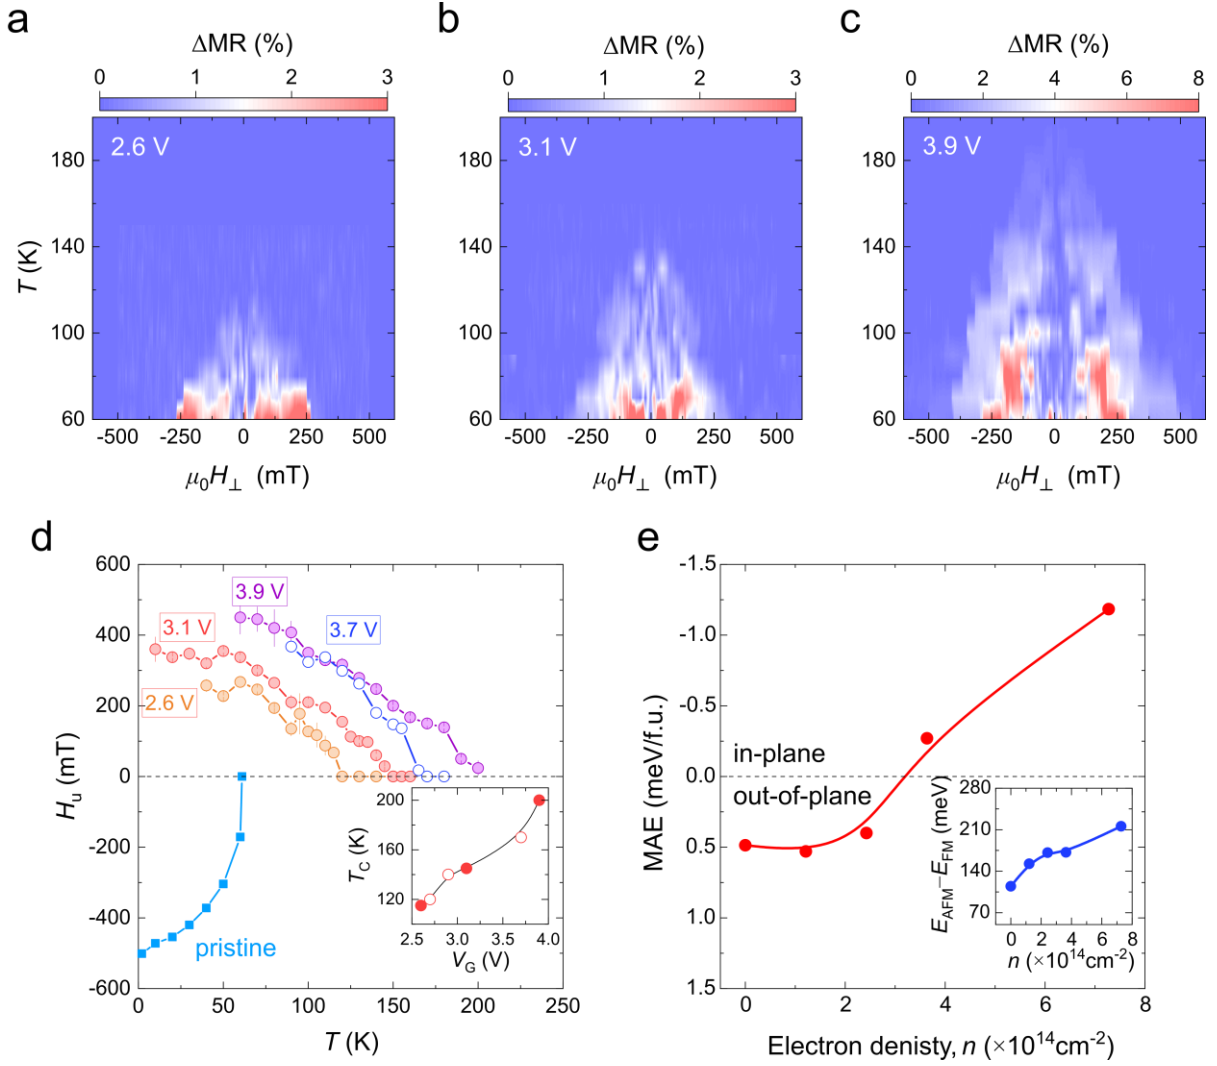 a
ΔMR (%)
0 1 2 3
2.6 V
180
140
100
60
T (K)
-500 -250 0 250 500
μ₀H⊥ (mT)
b
ΔMR (%)
0 1 2 3
3.1 V
180
140
100
60
-500 -250 0 250 500
μ₀H⊥ (mT)
c
ΔMR (%)
0 2 4 6 8
3.9 V
180
140
100
60
-500 -250 0 250 500
μ₀H⊥ (mT)
d
600
400
200
0
-200
-400
-600
Hᵤ (mT)
3.9 V
3.1 V
3.7 V
2.6 V
pristine
200
160
120
T_C (K)
2.5 3.0 3.5 4.0
V_G (V)
0 50 100 150 200 250
T (K)
e
-1.5
-1.0
-0.5
0.0
0.5
1.0
1.5
MAE (meV/f.u.)
in-plane
out-of-plane
280
210
140
70
E_AFM−E_FM (meV)
0 2 4 6 8
n (×10¹⁴cm⁻²)
0 2 4 6 8
Electron denisty, n (×10¹⁴cm⁻²)